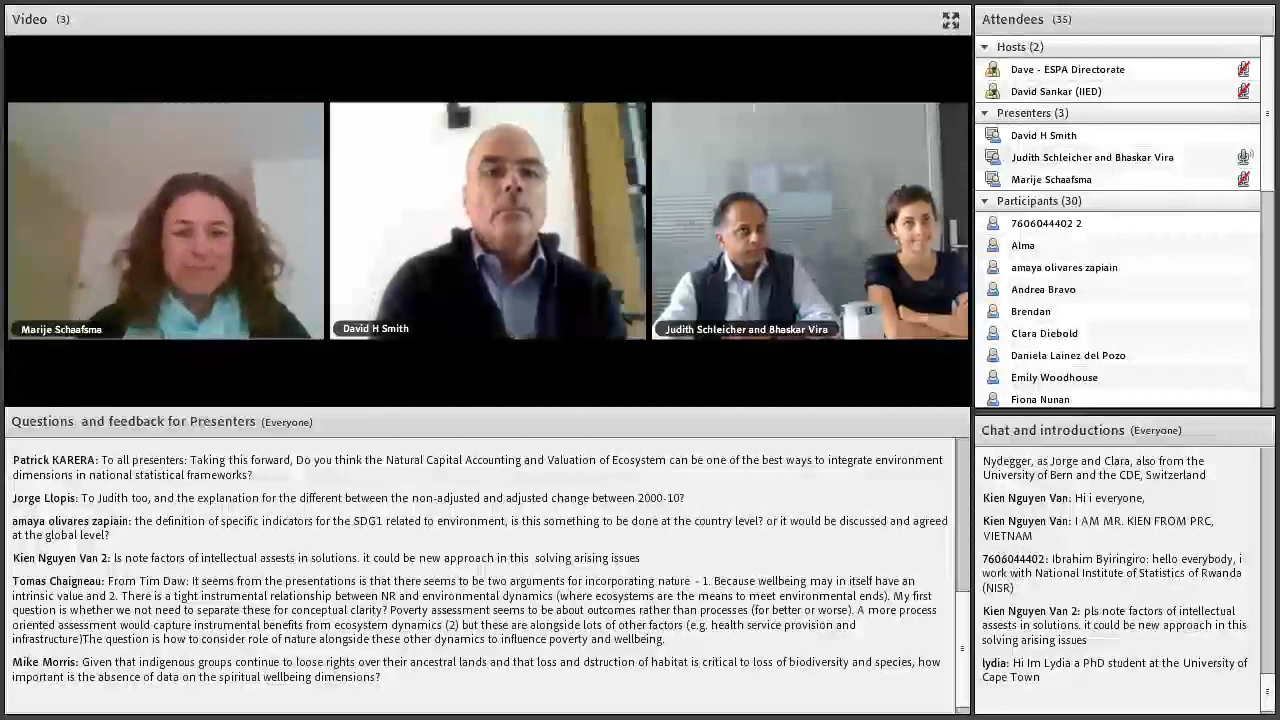 Video (3)
Marije Schaafsma
David H Smith
Judith Schleicher and Bhaskar Vira
Questions and feedback for Presenters (Everyone)
Patrick KARERA: To all presenters: Taking this forward, Do you think the Natural Capital Accounting and Valuation of Ecosystem can be one of the best ways to integrate environment
dimensions in national statistical frameworks?
Jorge Llopis: To Judith too, and the explanation for the different between the non-adjusted and adjusted change between 2000-10?
amaya olivares zapiain: the definition of specific indicators for the SDG1 related to environment, is this something to be done at the country level? or it would be discussed and agreed
at the global level?
Kien Nguyen Van 2: ls note factors of intellectual assests in solutions. it could be new approach in this solving arising issues
Tomas Chaigneau: From Tim Daw: it seems from the presentations is that there seems to be two arguments for incorporating nature - 1. Because wellbeing may in itself have an
intrinsic value and 2. There is a tight instrumental relationship between NR and environmental dynamics (where ecosystems are the means to meet environmental ends). My first
question is whether we not need to separate these for conceptual clarity? Poverty assessment seems to be about outcomes rather than processes (for better or worse). A more process
oriented assessment would capture instrumental benefits from ecosystem dynamics (2) but these are alongside lots of other factors (e.g. health service provision and
infrastructure)The question is how to consider role of nature alongside these other dynamics to influence poverty and wellbeing.
Mike Morris: Given that indigenous groups continue to loose rights over their ancestral lands and that loss and dstruction of habitat is critical to loss of biodiversity and species, how
important is the absence of data on the spiritual wellbeing dimensions?
Attendees (35)
Hosts (2)
Dave - ESPA Directorate
David Sankar (IIED)
Presenters (3)
David H Smith
Judith Schleicher and Bhaskar Vira
Marije Schaafsma
Participants (30)
7606044402 2
Alma
amaya olivares zapiain
Andrea Bravo
Brendan
Clara Diebold
Daniela Lainez del Pozo
Emily Woodhouse
Fiona Nunan
Chat and introductions (Everyone)
Nydegger, as Jorge and Clara, also from the
University of Bern and the CDE, Switzerland
Kien Nguyen Van: Hi i everyone,
Kien Nguyen Van: I AM MR. KIEN FROM PRC,
VIETNAM
7606044402: Ibrahim Byiringiro: hello everybody, i
work with National Institute of Statistics of Rwanda
(NISR)
Kien Nguyen Van 2: pls note factors of intellectual
assests in solutions. it could be new approach in this
solving arising issues
lydia: Hi Im Lydia a PhD student at the University of
Cape Town